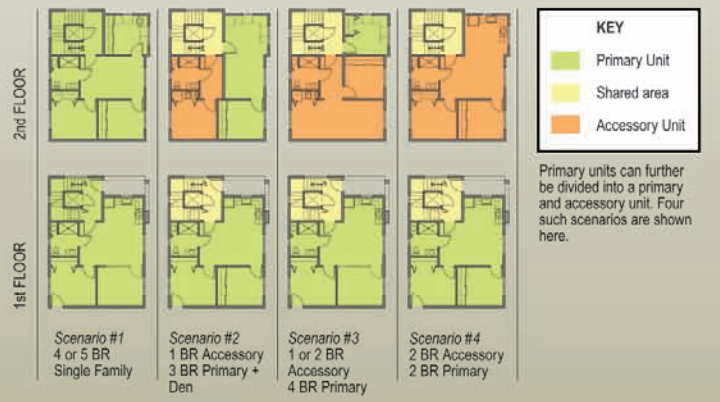 KEY
Primary Unit
Shared area
Accessory Unit
Primary units can further
be divided into a primary
and accessory unit. Four
such scenarios are shown
here.
2nd FLOOR
1st FLOOR
Scenario #1
4 or 5 BR
Single Family
Scenario #2
1 BR Accessory
3 BR Primary +
Den
Scenario #3
1 or 2 BR
Accessory
4 BR Primary
Scenario #4
2 BR Accessory
2 BR Primary